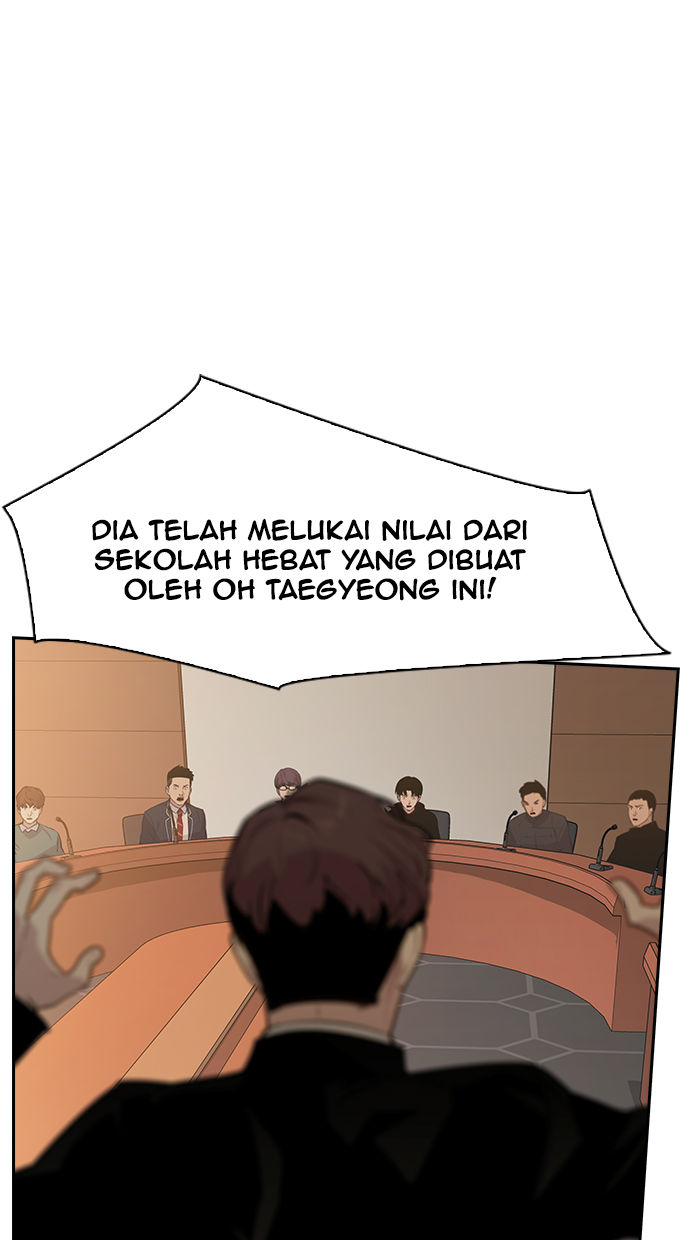 DIA TELAH MELUKAI NILAI DARI
SEKOLAH HEBAT YANG DIBUAT
OLEH OH TAEGYEONG INI!